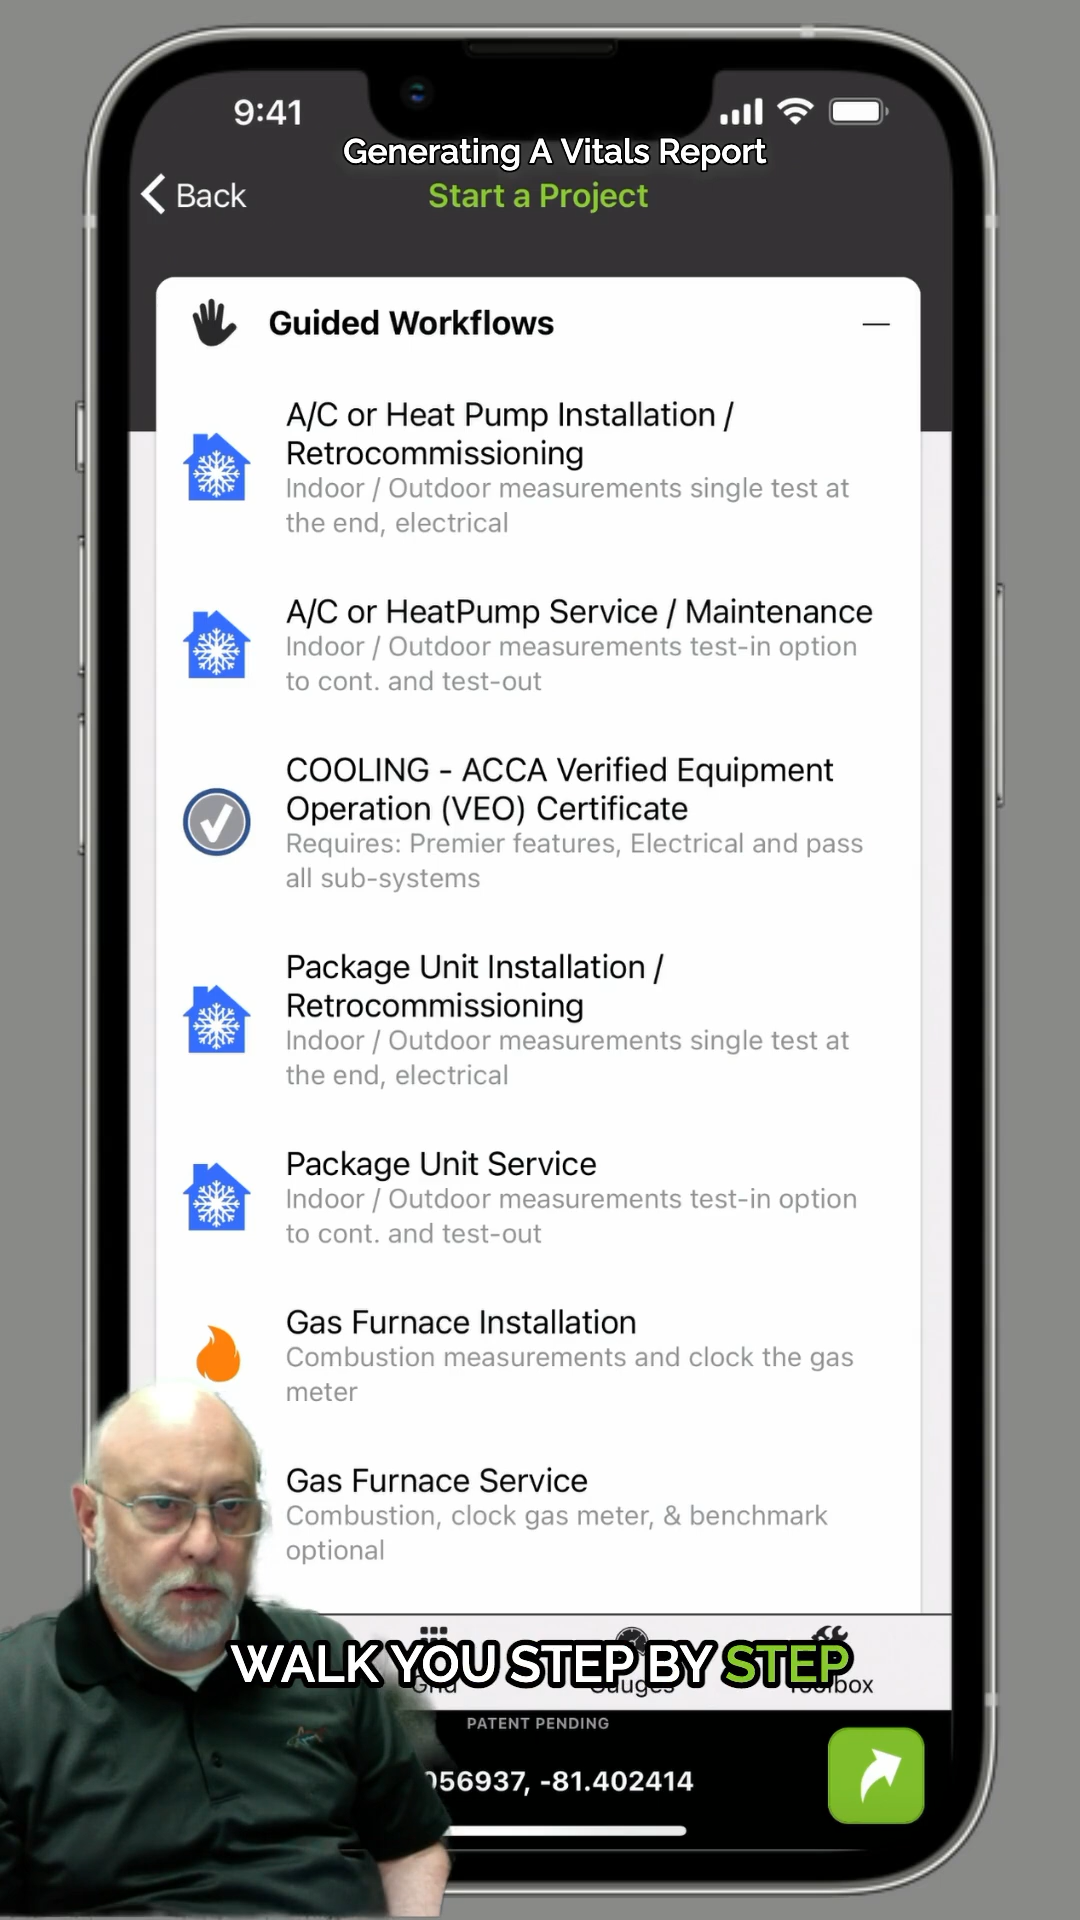 9:41
Generating A Vitals Report
Back
Start a Project
Guided Workflows
A/C or Heat Pump Installation /
Retrocommissioning
Indoor / Outdoor measurements single test at
the end, electrical
A/C or HeatPump Service / Maintenance
Indoor / Outdoor measurements test-in option
to cont. and test-out
COOLING - ACCA Verified Equipment
Operation (VEO) Certificate
Requires: Premier features, Electrical and pass
all sub-systems
Package Unit Installation /
Retrocommissioning
Indoor / Outdoor measurements single test at
the end, electrical
Package Unit Service
Indoor / Outdoor measurements test-in option
to cont. and test-out
Gas Furnace Installation
Combustion measurements and clock the gas
meter
Gas Furnace Service
Combustion, clock gas meter, & benchmark
optional
WALK YOU STEP BY STEP
Grid Gauges Toolbox
PATENT PENDING
056937, -81.402414